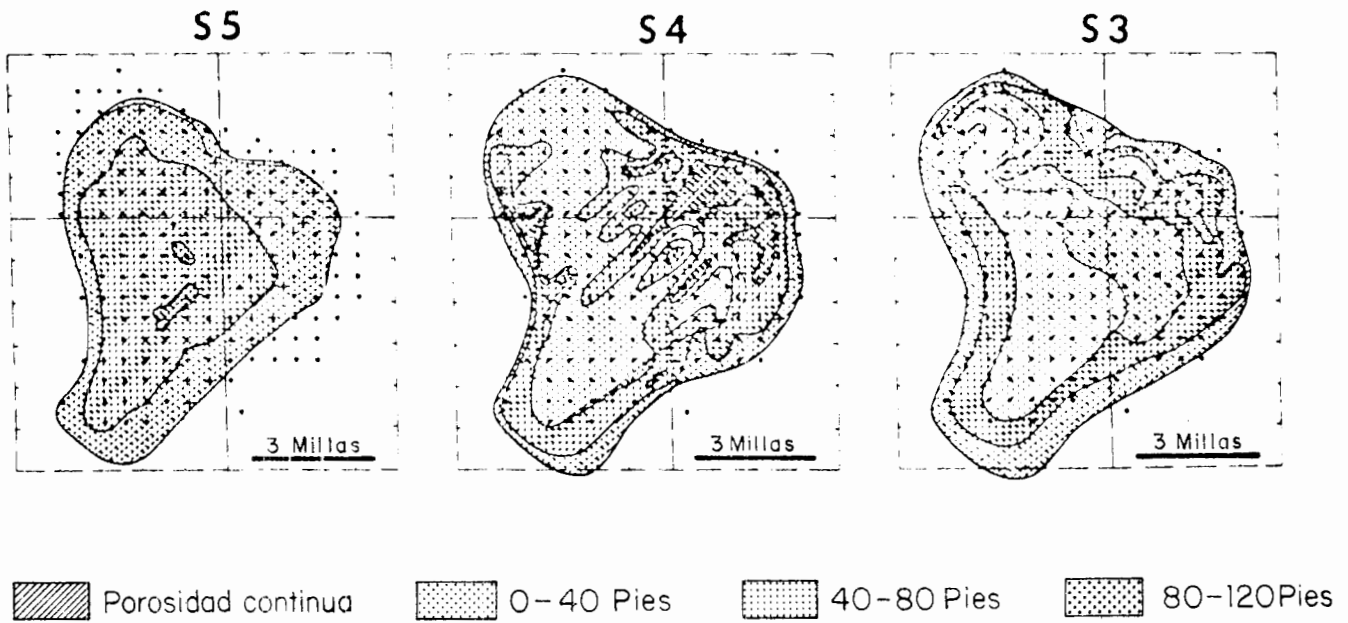 S5
S4
S3
3 Millas
3 Millas
3 Millas
Porosidad continua
0-40 Pies
40-80 Pies
80-120Pies